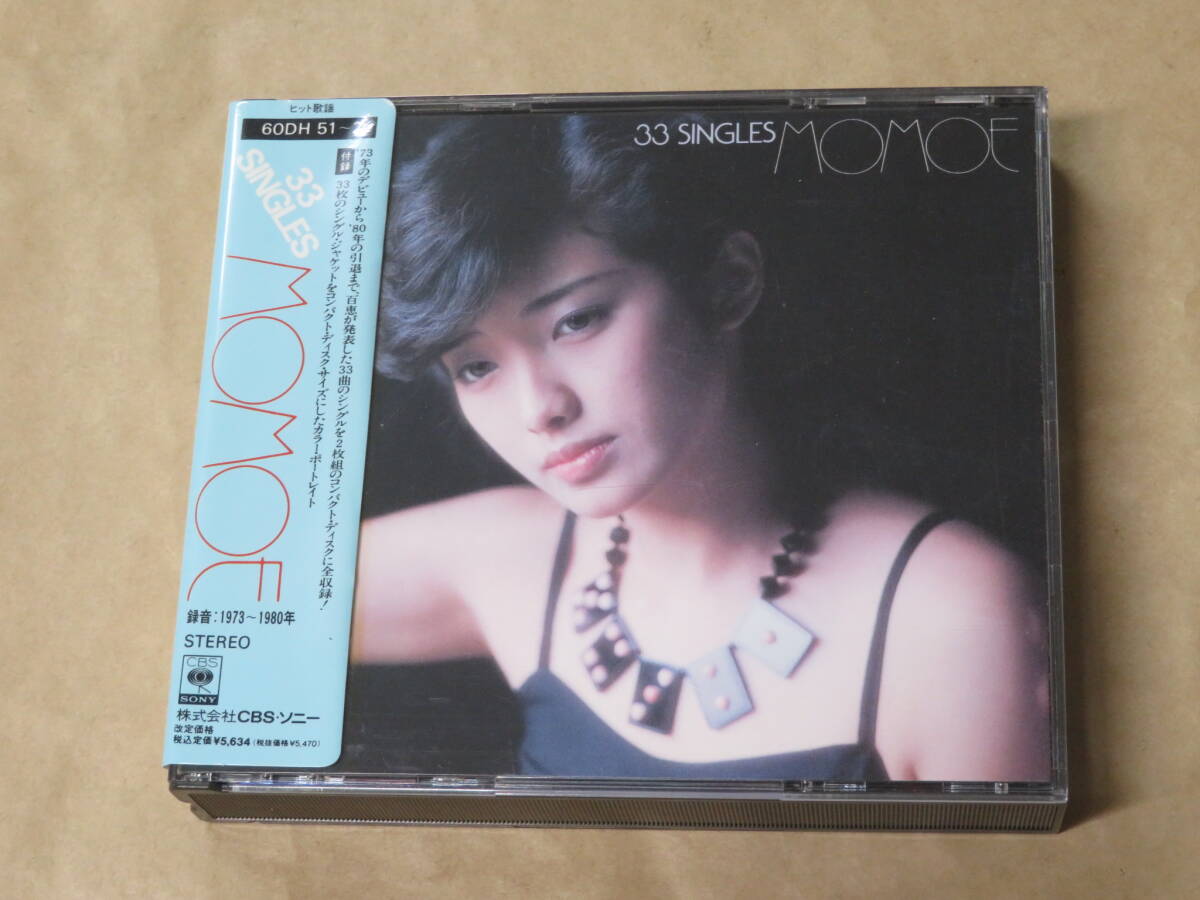 ヒット歌謡
60DH 51~
33
SINGLES
MOMOE
'73年のデビューから'80年の引退まで、百恵が発表した33曲のシングルを2枚組のコンパクト・ディスクに全収録!
付録
33枚のシングル・ジャケットをコンパクト・ディスク・サイズにしたカラー・ポートレイト
録音:1973~1980年
STEREO
CBS
SONY
株式会社CBS・ソニー
改定価格
税込定価¥5,634(税抜価格¥5,470)
33 SINGLES MOMOE